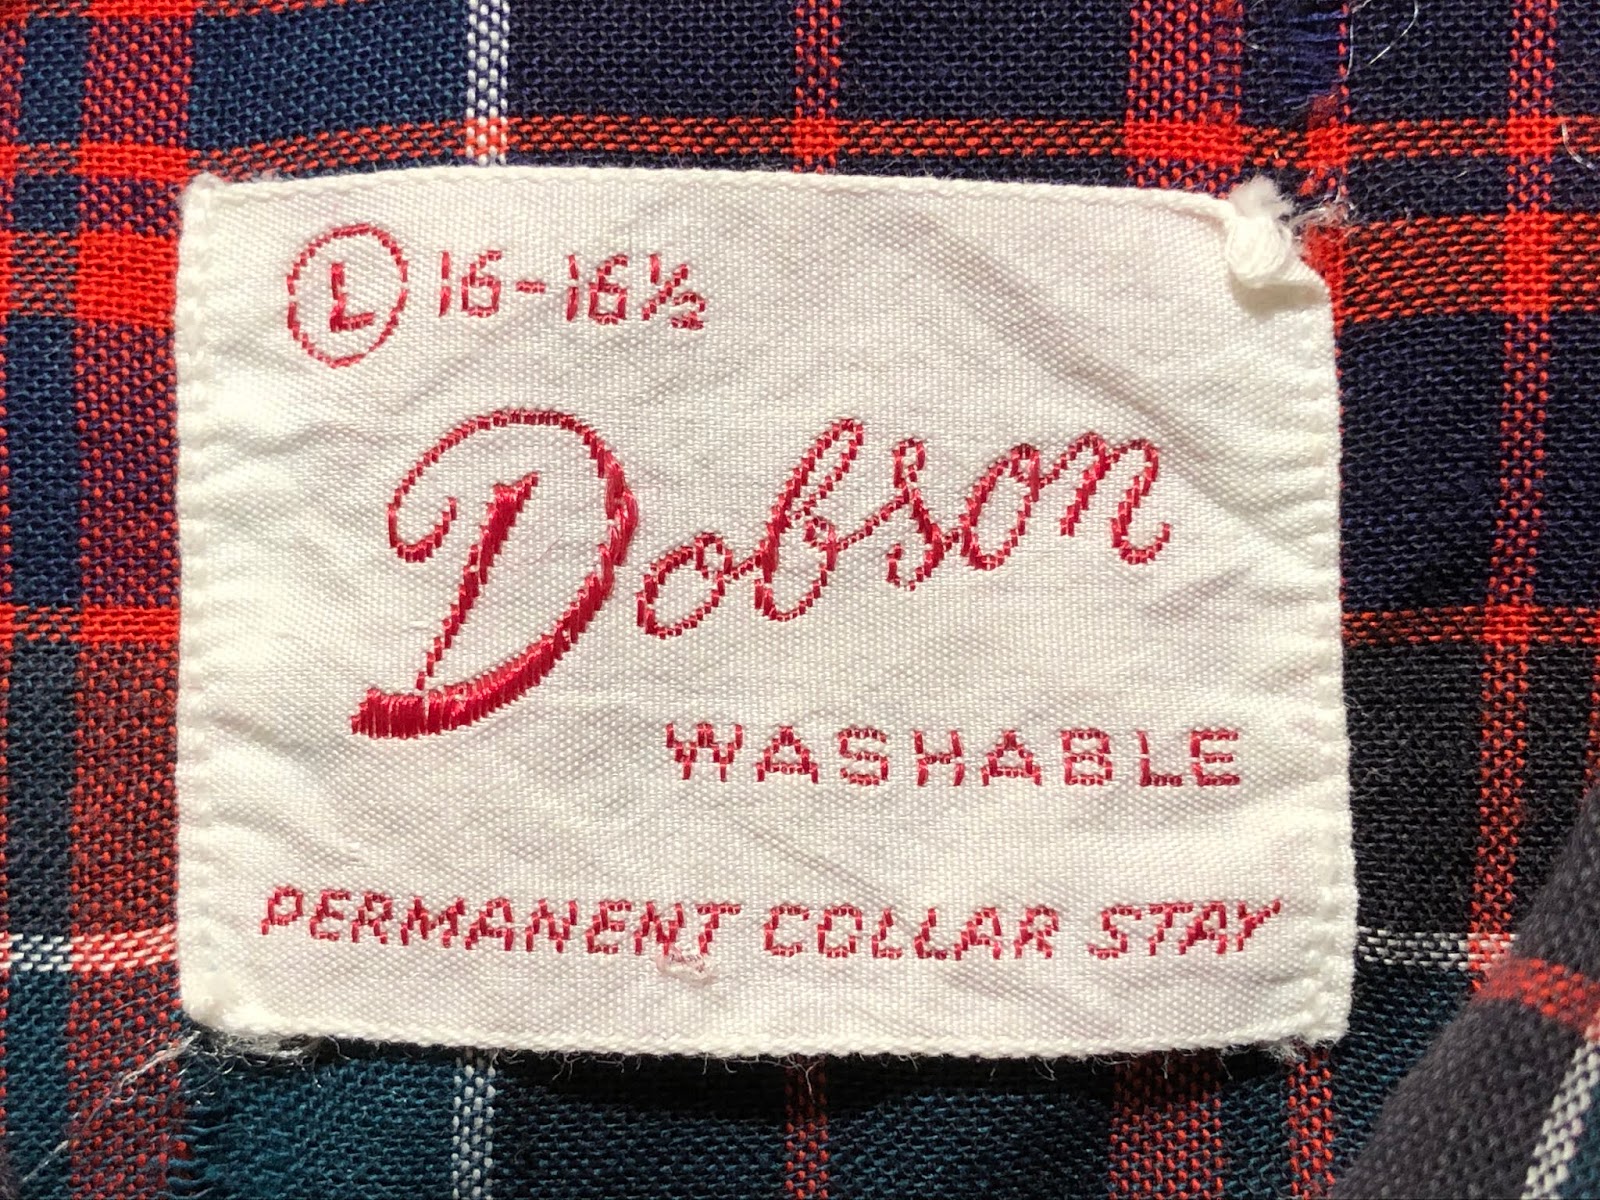 L 16-16½
Dobson
WASHABLE
PERMANENT COLLAR STAY